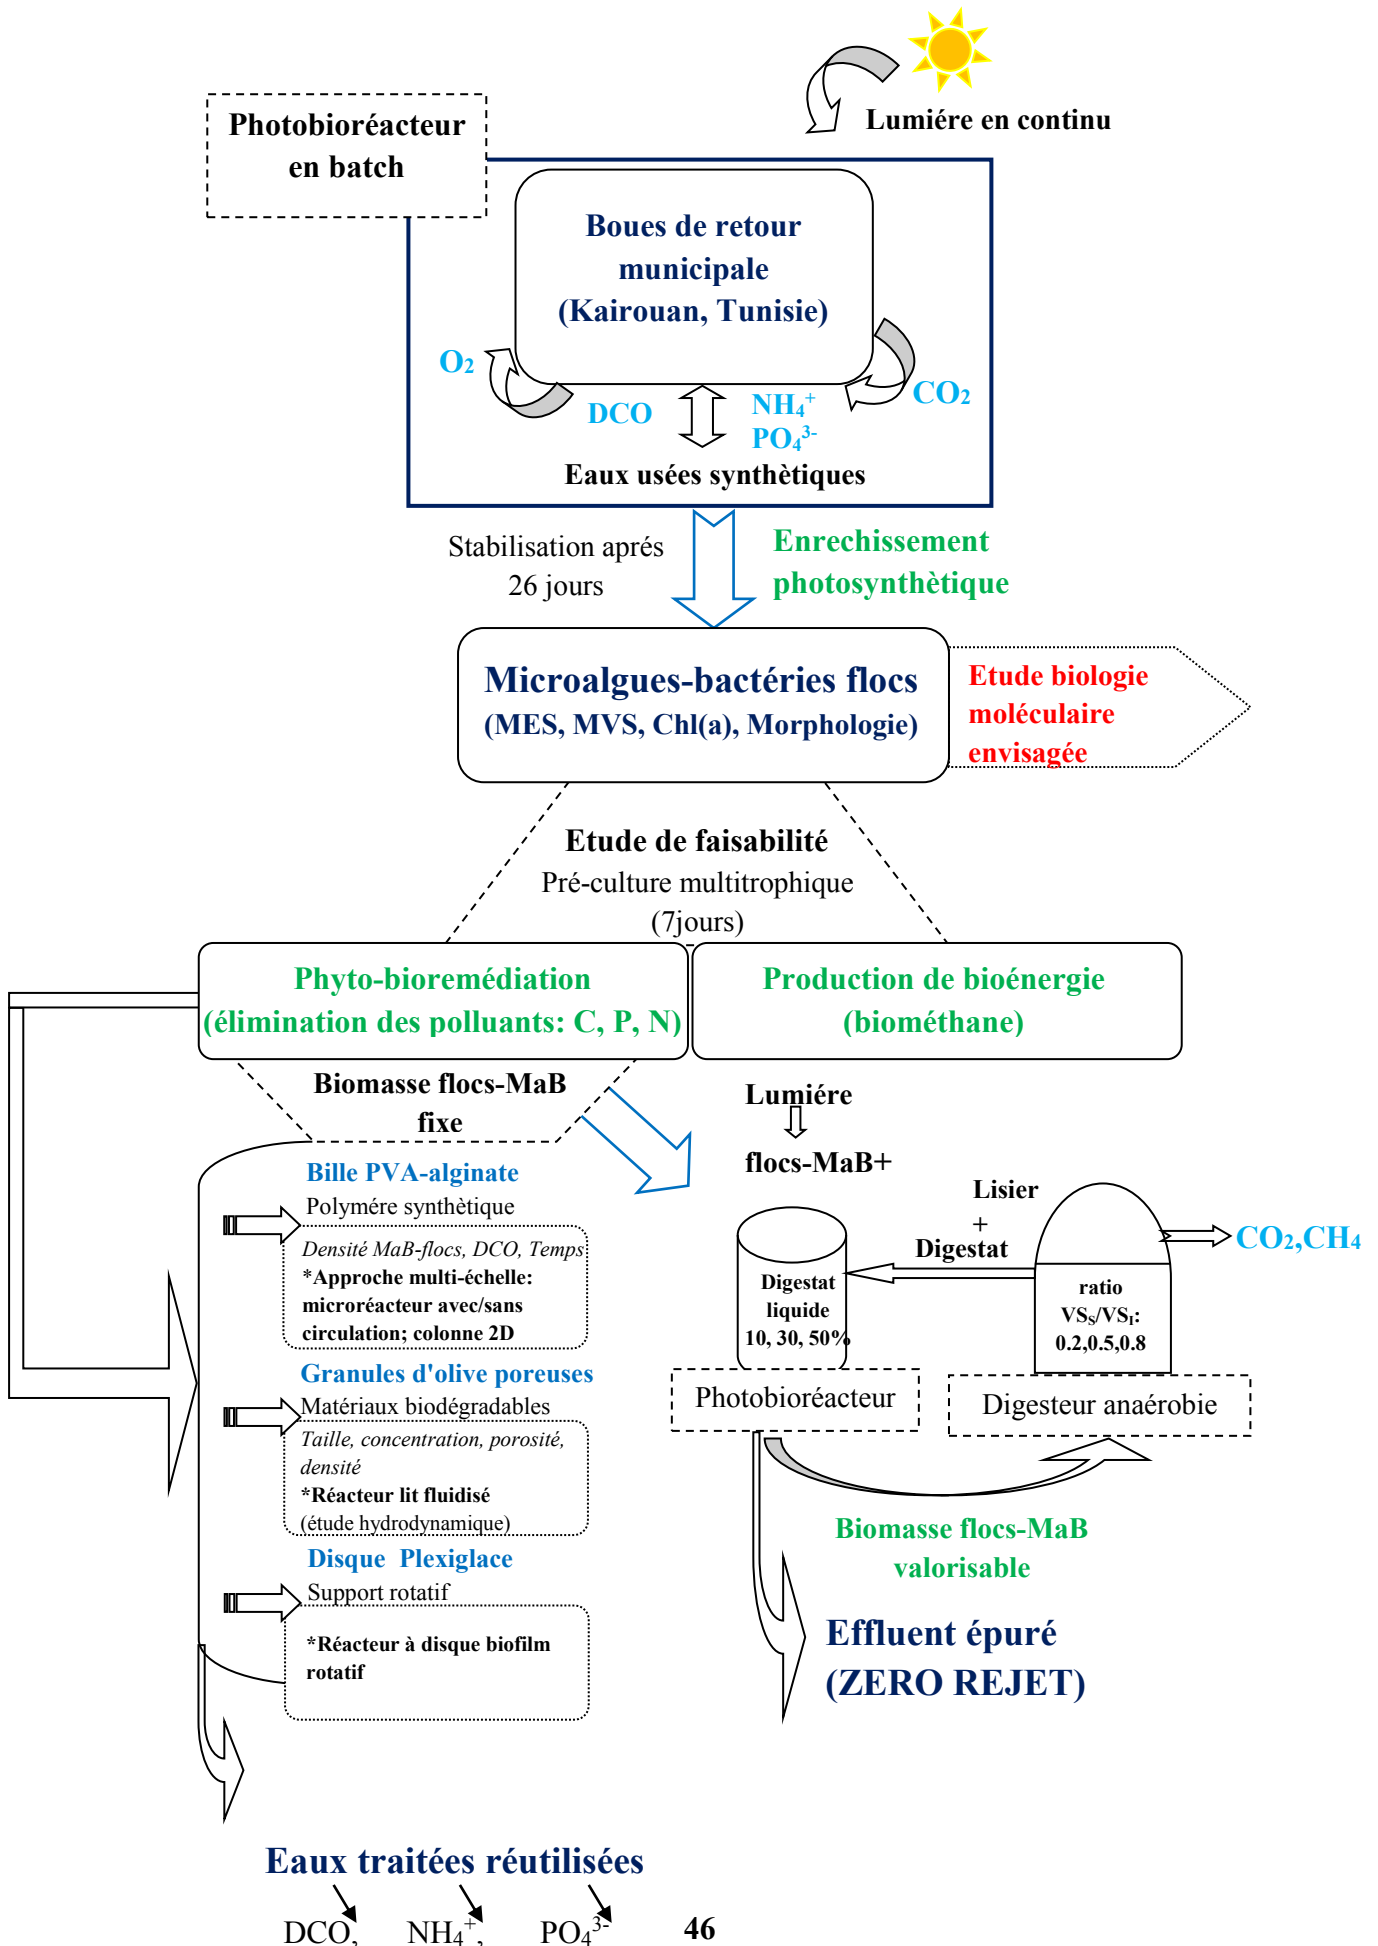 Lumiére en continu
Photobioréacteur
en batch
Boues de retour
municipale
(Kairouan, Tunisie)
O2
CO2
DCO
NH4+
PO43-
Eaux usées synthètiques
Stabilisation aprés
26 jours
Enrechissement
photosynthètique
Microalgues-bactéries flocs
(MES, MVS, Chl(a), Morphologie)
Etude biologie
moléculaire
envisagée
Etude de faisabilité
Pré-culture multitrophique
(7jours)
Phyto-bioremédiation
(élimination des polluants: C, P, N)
Production de bioénergie
(biométhane)
Biomasse flocs-MaB
fixe
Bille PVA-alginate
Polymére synthètique
Densité MaB-flocs, DCO, Temps
*Approche multi-échelle:
microréacteur avec/sans
circulation; colonne 2D
Granules d'olive poreuses
Matériaux biodégradables
Taille, concentration, porosité,
densité
*Réacteur lit fluidisé
(étude hydrodynamique)
Disque  Plexiglace
Support rotatif
*Réacteur à disque biofilm
rotatif
Lumiére
flocs-MaB+
Lisier
+
Digestat
CO2,CH4
Digestat
liquide
10, 30, 50%
ratio
VSS/VSI:
0.2,0.5,0.8
Photobioréacteur
Digesteur anaérobie
Biomasse flocs-MaB
valorisable
Effluent épuré
(ZERO REJET)
Eaux traitées réutilisées
DCO, NH4+, PO43-
46